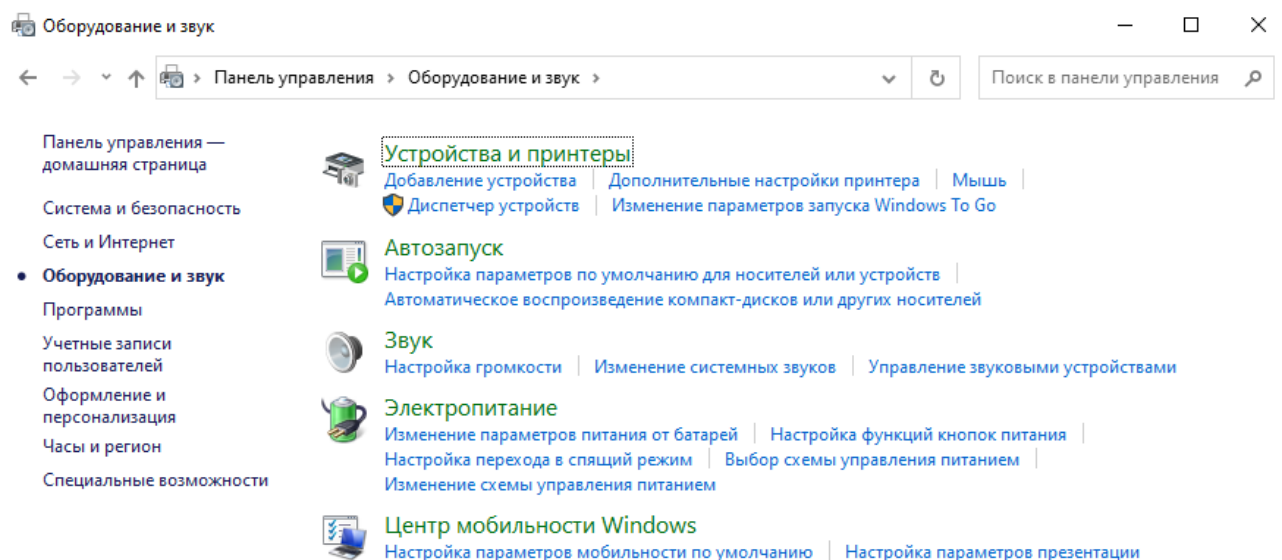 Оборудование и звук
Панель управления > Оборудование и звук >
Поиск в панели управления
Панель управления —
домашняя страница
Система и безопасность
Сеть и Интернет
Оборудование и звук
Программы
Учетные записи
пользователей
Оформление и
персонализация
Часы и регион
Специальные возможности
Устройства и принтеры
Добавление устройства | Дополнительные настройки принтера | Мышь |
Диспетчер устройств | Изменение параметров запуска Windows To Go
Автозапуск
Настройка параметров по умолчанию для носителей или устройств |
Автоматическое воспроизведение компакт-дисков или других носителей
Звук
Настройка громкости | Изменение системных звуков | Управление звуковыми устройствами
Электропитание
Изменение параметров питания от батарей | Настройка функций кнопок питания |
Настройка перехода в спящий режим | Выбор схемы управления питанием |
Изменение схемы управления питанием
Центр мобильности Windows
Настройка параметров мобильности по умолчанию | Настройка параметров презентации